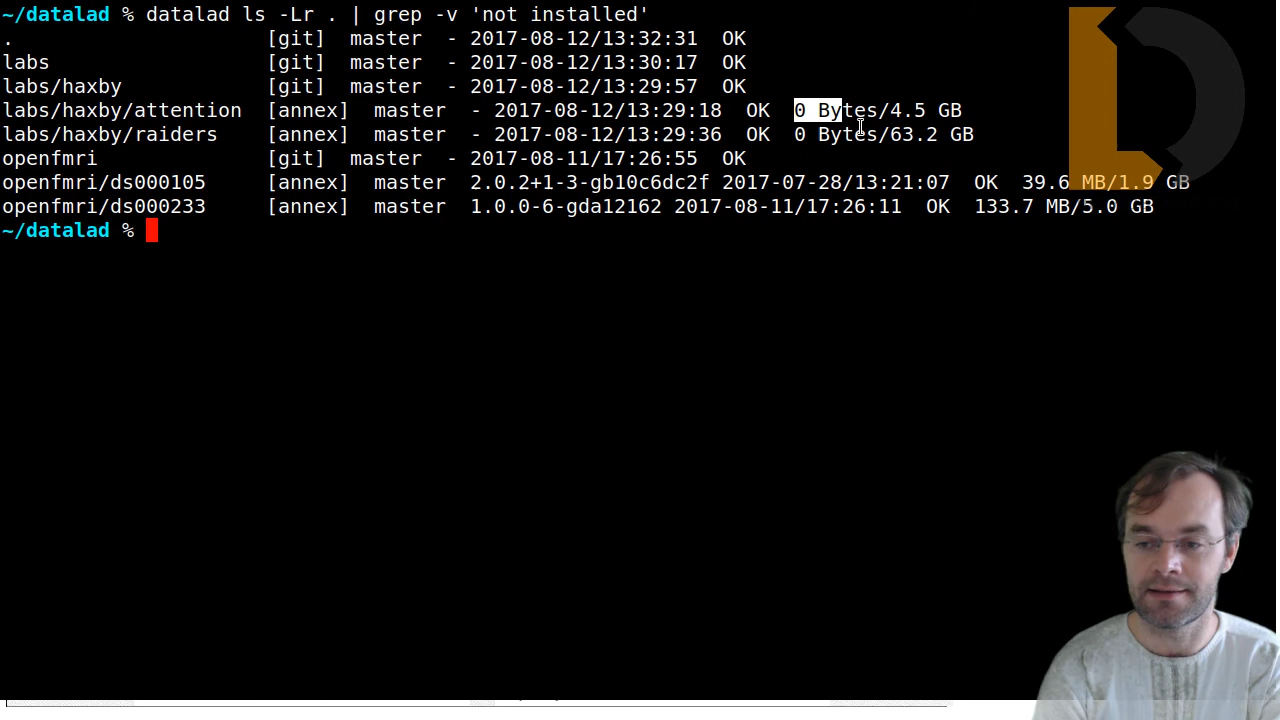 ~/datalad % datalad ls -Lr . | grep -v 'not installed'
. [git] master - 2017-08-12/13:32:31 OK
labs [git] master - 2017-08-12/13:30:17 OK
labs/haxby [git] master - 2017-08-12/13:29:57 OK
labs/haxby/attention [annex] master - 2017-08-12/13:29:18 OK 0 Bytes/4.5 GB
labs/haxby/raiders [annex] master - 2017-08-12/13:29:36 OK 0 Bytes/63.2 GB
openfmri [git] master - 2017-08-11/17:26:55 OK
openfmri/ds000105 [annex] master 2.0.2+1-3-gb10c6dc2f 2017-07-28/13:21:07 OK 39.6 MB/1.9 GB
openfmri/ds000233 [annex] master 1.0.0-6-gda12162 2017-08-11/17:26:11 OK 133.7 MB/5.0 GB
~/datalad %